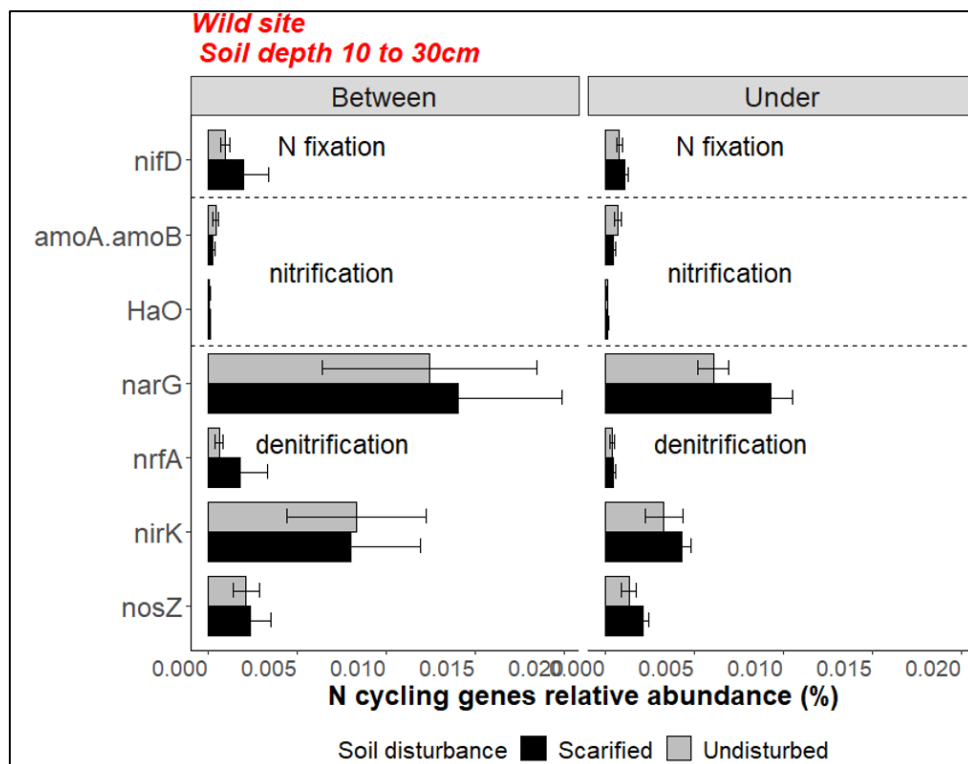 Wild site
Soil depth 10 to 30cm
Between
Under
nifD
N fixation
N fixation
amoA.amoB
nitrification
nitrification
HaO
narG
nrfA
denitrification
denitrification
nirK
nosZ
0.000 0.005 0.010 0.015 0.020 0.000 0.005 0.010 0.015 0.020
N cycling genes relative abundance (%)
Soil disturbance Scarified Undisturbed